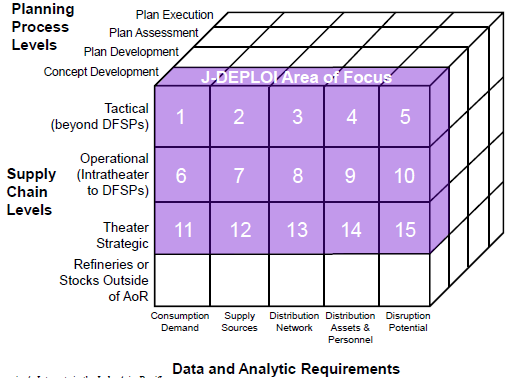 Planning
Process
Levels
Plan Execution
Plan Assessment
Plan Development
Concept Development
J-DEPLOI Area of Focus
Supply
Chain
Levels
Tactical
(beyond DFSPs)
1 2 3 4 5
Operational
(Intratheater
to DFSPs)
6 7 8 9 10
Theater
Strategic
11 12 13 14 15
Refineries or
Stocks Outside
of AoR
Consumption
Demand
Supply
Sources
Distribution
Network
Distribution
Assets &
Personnel
Disruption
Potential
Data and Analytic Requirements